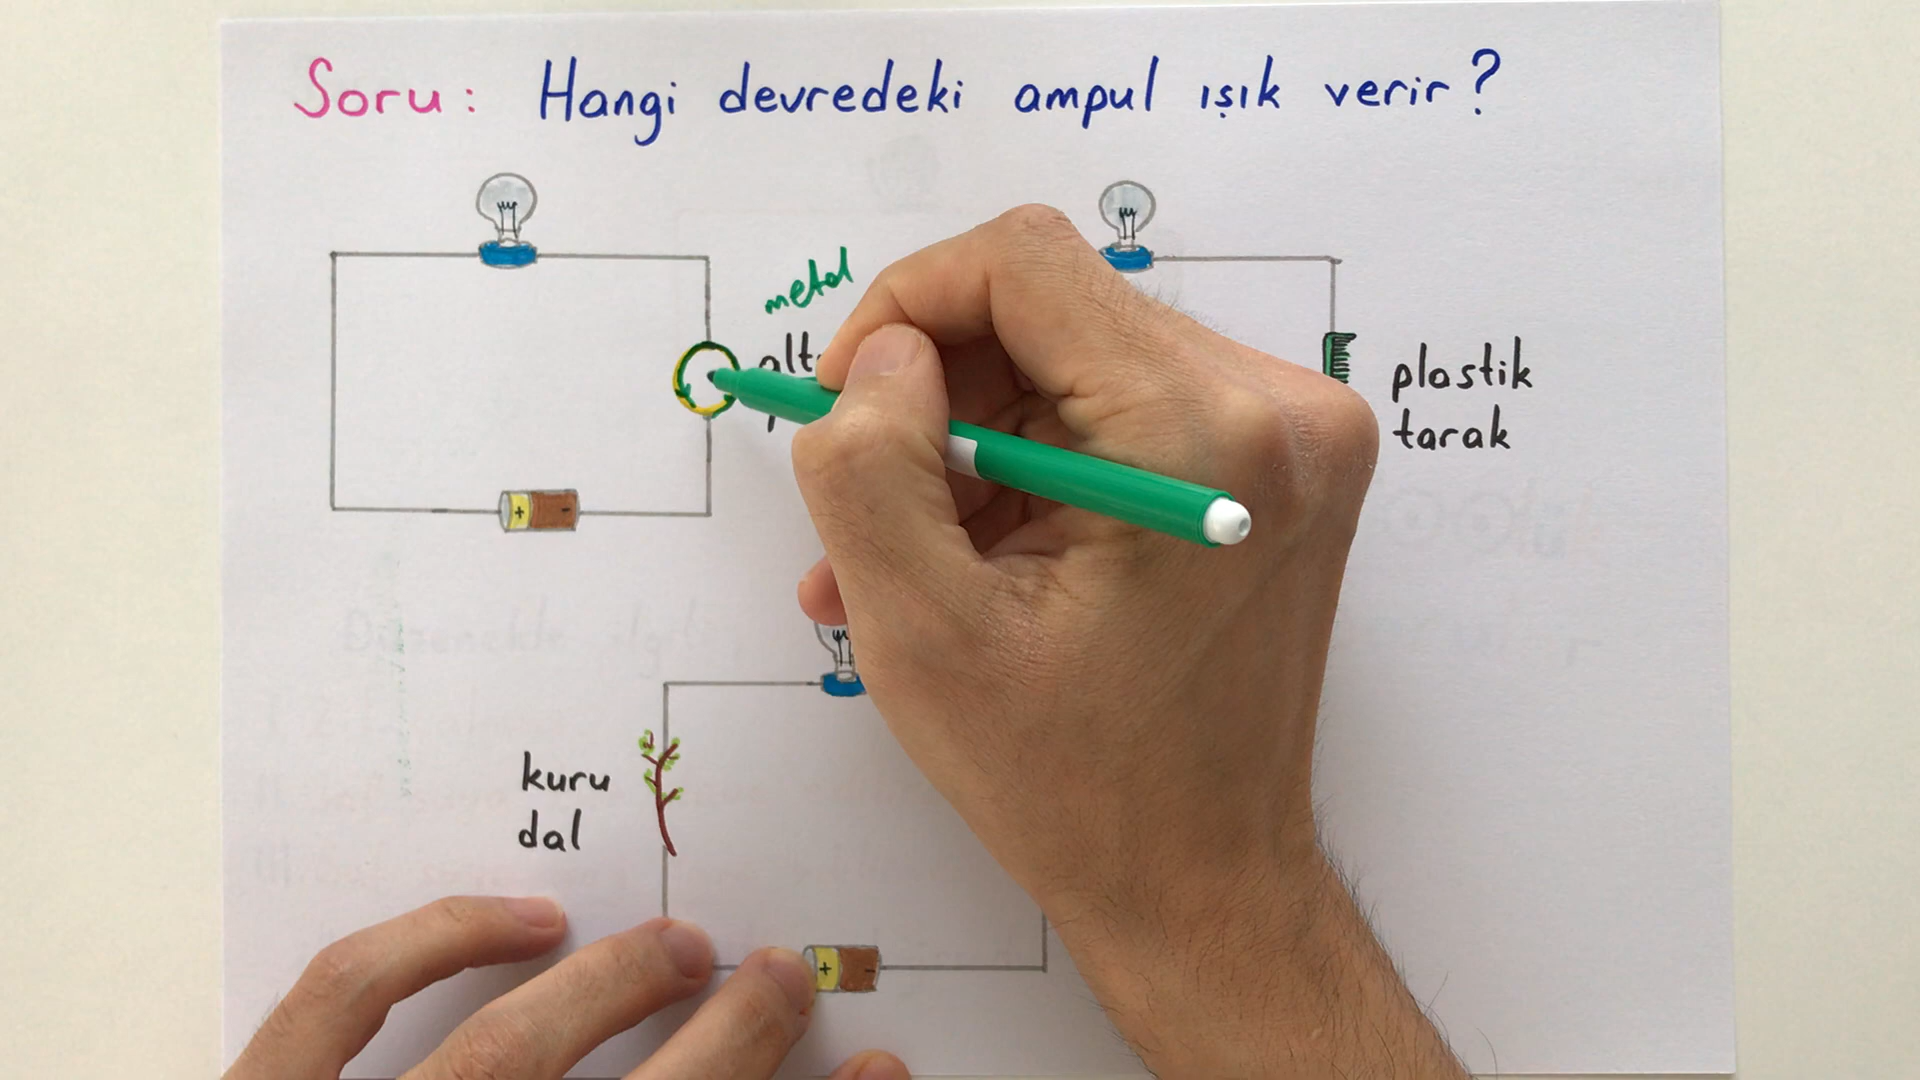 Soru: Hangi devredeki ampul ışık verir?
metal
plastik
tarak
kuru
dal
+ -
+ -